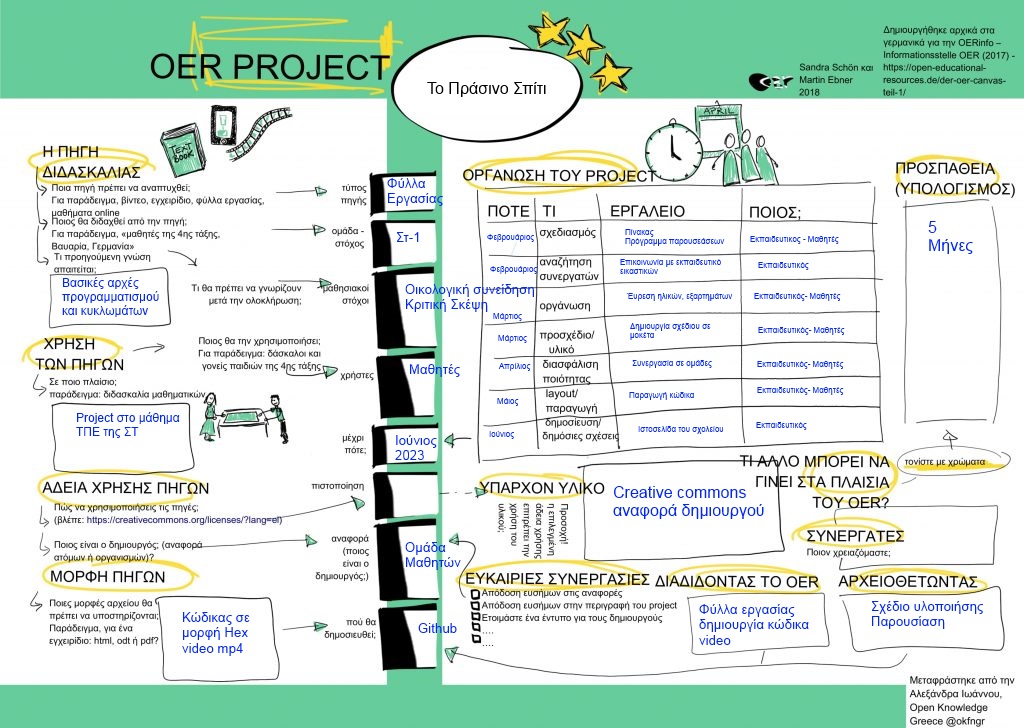 OER PROJECT
Το Πράσινο Σπίτι
Sandra Schön και
Martin Ebner
2018
Δημιουργήθηκε αρχικά στα
γερμανικά για την OERinfo –
Informationsstelle OER (2017) -
https://open-educational-
resources.de/der-oer-canvas-
teil-1/
oer
TEXT
BOOK
APRIL
Η ΠΗΓΗ
ΔΙΔΑΣΚΑΛΙΑΣ
Ποια πηγή πρέπει να αναπτυχθεί;
Για παράδειγμα, βίντεο, εγχειρίδιο, φύλλα εργασίας,
μαθήματα online
Ποιος θα διδαχθεί από την πηγή;
Για παράδειγμα, «μαθητές της 4ης τάξης,
Βαυαρία, Γερμανία»
Τι προηγούμενη γνώση
απαιτείται;
Βασικές αρχές
προγραμματισμού
και κυκλωμάτων
τύπος
πηγής
Φύλλα
Εργασίας
ομάδα -
στόχος
Στ-1
Τι θα πρέπει να γνωρίζουν
μετά την ολοκλήρωση;
μαθησιακοί
στόχοι
Οικολογική συνείδηση
Κριτική Σκέψη
ΧΡΗΣΗ
ΤΩΝ ΠΗΓΩΝ
Ποιος θα την χρησιμοποιήσει;
Για παράδειγμα: δάσκαλοι και
γονείς παιδιών της 4ης τάξης
χρήστες
Μαθητές
Σε ποιο πλαίσιο;
παράδειγμα: διδασκαλία μαθηματικών
Project στο μάθημα
ΤΠΕ της ΣΤ
μέχρι
πότε;
Ιούνιος
2023
ΑΔΕΙΑ ΧΡΗΣΗΣ ΠΗΓΩΝ
πιστοποίηση
Πώς να χρησιμοποιήσεις τις πηγές;
(βλέπε: https://creativecommons.org/licenses/?lang=el)
Ποιος είναι ο δημιουργός; (αναφορά
ατόμων ή οργανισμών)?
αναφορά
(ποιος
είναι ο
δημιουργός;)
Ομάδα
Μαθητών
ΜΟΡΦΗ ΠΗΓΩΝ
Ποιες μορφές αρχείου θα
πρέπει να υποστηρίζονται;
Παράδειγμα, για ένα
εγχειρίδιο: html, odt ή pdf?
Κώδικας σε
μορφή Hex
video mp4
πού θα
δημοσιευθεί;
Github
ΟΡΓΑΝΩΣΗ ΤΟΥ PROJECT
ΠΟΤΕ ΤΙ ΕΡΓΑΛΕΙΟ ΠΟΙΟΣ;
Φεβρουάριος σχεδιασμός Πίνακας
Πρόγραμμα παρουσεάσεων Εκπαιδευτικος - Μαθητές
Φεβρουάριος αναζήτηση
συνεργατών Επικοινωνία με εκπαιδευτικό
εικαστικών Εκπαιδευτικός
Μάρτιος οργάνωση Έυρεση ηλικών, εξαρτημάτων Εκπαιδευτικός- Μαθητές
Μάρτιος προσχέδιο/
υλικό Δημιουργία σχέδιου σε
μοκέτα Εκπαιδευτικός- Μαθητές
Απρίλιος διασφάλιση
ποιότητας Συνεργασία σε ομάδες Εκπαιδευτικός- Μαθητές
Μάιος layout/
παραγωγή Παραγωγή κώδικα Εκπαιδευτικός- Μαθητές
Ιούνιος δημοσίευση/
δημόσιες σχέσεις Ιστοσελίδα του σχολείου Εκπαιδευτικός
ΠΡΟΣΠΑΘΕΙΑ
(ΥΠΟΛΟΓΙΣΜΟΣ)
5
Μήνες
τονίστε με χρώματα
ΥΠΑΡΧΟΝ ΥΛΙΚΟ
Προσοχή!
η επιλεγμένη
άδεια χρήσης
επιτρέπει την
χρήση του
υλικού;
Creative commons
αναφορά δημιουργού
ΤΙ ΑΛΛΟ ΜΠΟΡΕΙ ΝΑ
ΓΙΝΕΙ ΣΤΑ ΠΛΑΙΣΙΑ
ΤΟΥ OER?
ΣΥΝΕΡΓΑΤΕΣ
Ποιον χρειαζόμαστε;
ΕΥΚΑΙΡΙΕΣ ΣΥΝΕΡΓΑΣΙΕΣ
Απόδοση ευσήμων στις αναφορές
Απόδοση ευσήμων στην περιγραφή του project
Ετοιμάστε ένα έντυπο για τους δημιουργούς
....
....
ΔΙΑΔΙΔΟΝΤΑΣ ΤΟ OER
Φύλλα εργασίας
δημιουργία κώδικα
video
ΑΡΧΕΙΟΘΕΤΩΝΤΑΣ
Σχέδιο υλοποιήσης
Παρουσίαση
Μεταφράστηκε από την
Αλεξάνδρα Ιωάννου,
Open Knowledge
Greece @okfngr